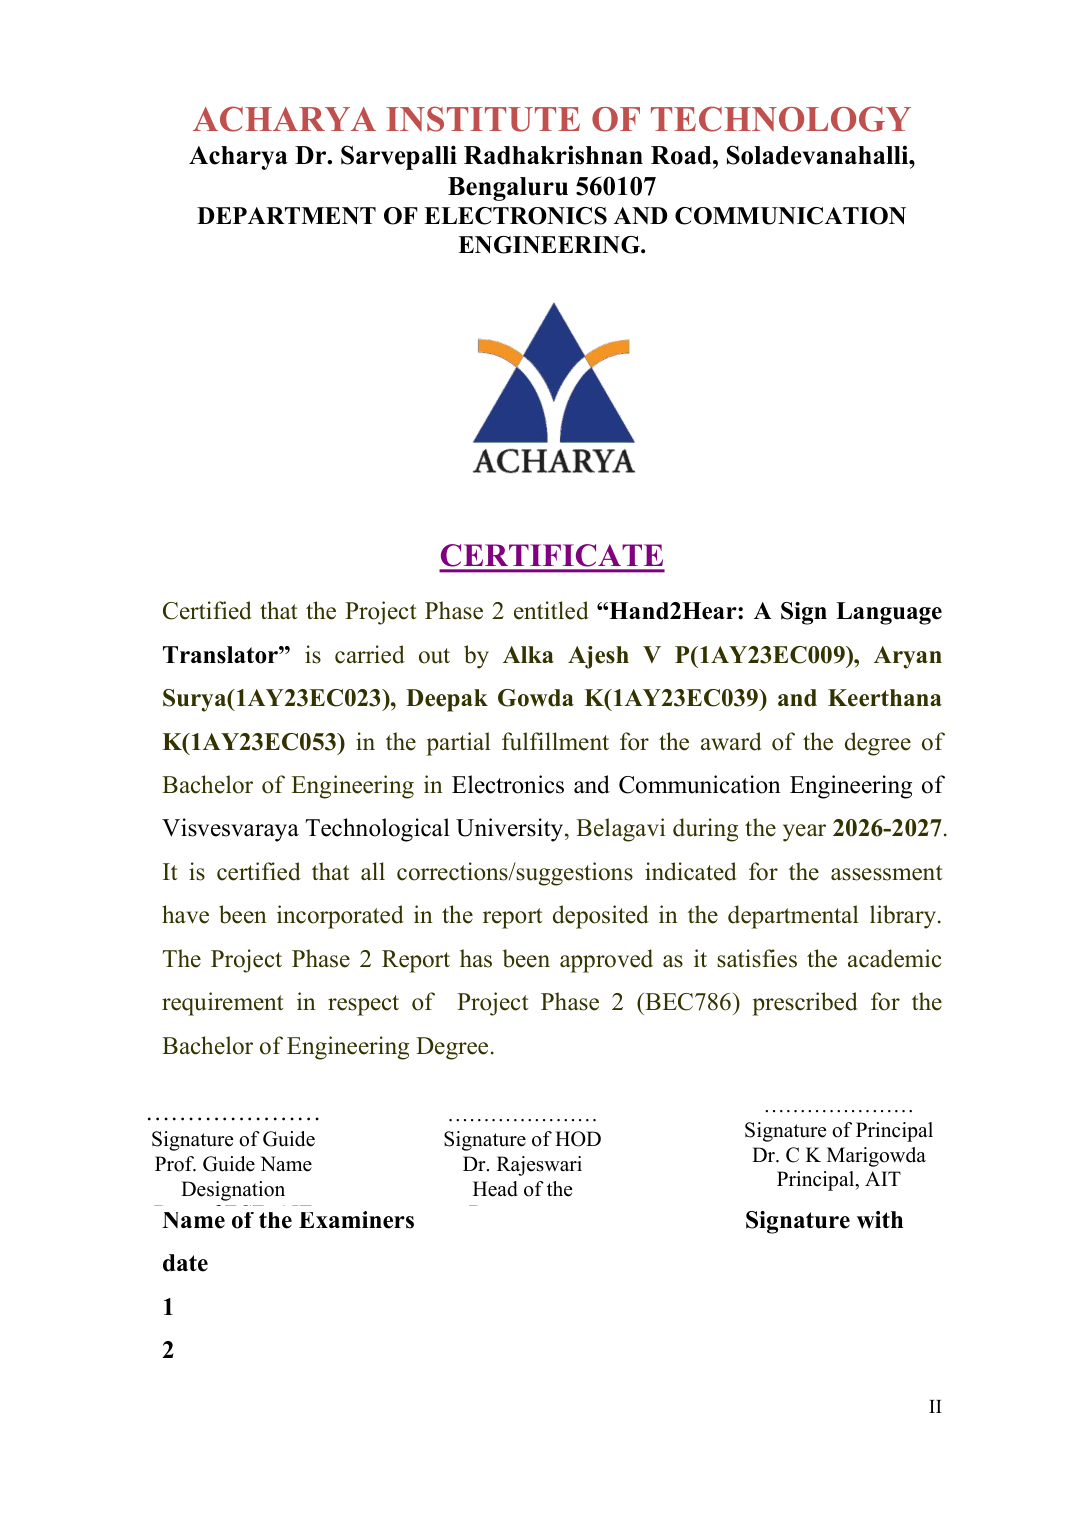 ACHARYA INSTITUTE OF TECHNOLOGY
Acharya Dr. Sarvepalli Radhakrishnan Road, Soladevanahalli,
Bengaluru 560107
DEPARTMENT OF ELECTRONICS AND COMMUNICATION
ENGINEERING.
ACHARYA
CERTIFICATE
Certified that the Project Phase 2 entitled “Hand2Hear: A Sign Language
Translator” is carried out by Alka Ajesh V P(1AY23EC009), Aryan
Surya(1AY23EC023), Deepak Gowda K(1AY23EC039) and Keerthana
K(1AY23EC053) in the partial fulfillment for the award of the degree of
Bachelor of Engineering in Electronics and Communication Engineering of
Visvesvaraya Technological University, Belagavi during the year 2026-2027.
It is certified that all corrections/suggestions indicated for the assessment
have been incorporated in the report deposited in the departmental library.
The Project Phase 2 Report has been approved as it satisfies the academic
requirement in respect of Project Phase 2 (BEC786) prescribed for the
Bachelor of Engineering Degree.
…………………
Signature of Guide
Prof. Guide Name
Designation
…………………
Signature of HOD
Dr. Rajeswari
Head of the
…………………
Signature of Principal
Dr. C K Marigowda
Principal, AIT
Name of the Examiners Signature with
date
1
2
II